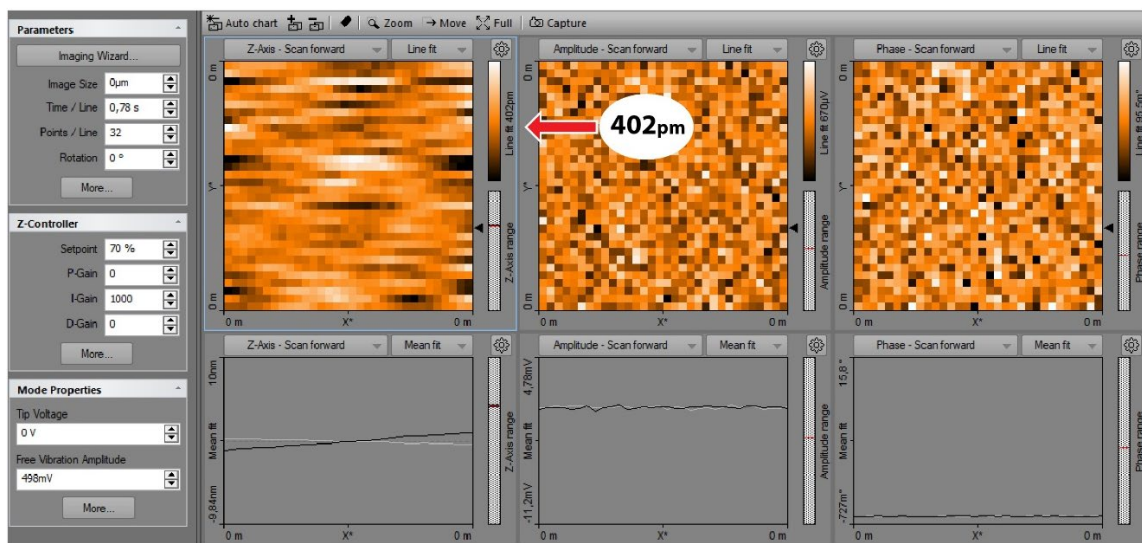 Parameters
Imaging Wizard...
Image Size 0µm
Time / Line 0,78 s
Points / Line 32
Rotation 0 °
More...
Z-Controller
Setpoint 70 %
P-Gain 0
I-Gain 1000
D-Gain 0
More...
Mode Properties
Tip Voltage
0 V
Free Vibration Amplitude
498mV
More...
Auto chart Zoom Move Full Capture
Z-Axis - Scan forward Line fit
0 m
Y*
0 m
0 m X* 0 m
Line fit 402pm
Z-Axis range
Amplitude - Scan forward Line fit
402pm
0 m
Y*
0 m
0 m X* 0 m
Line fit 670µV
Amplitude range
Phase - Scan forward Line fit
0 m
Y*
0 m
0 m X* 0 m
Phase range
Z-Axis - Scan forward Mean fit
10nm
Mean fit
-9,84nm
0 m X* 0 m
Z-Axis range
Amplitude - Scan forward Mean fit
4,78mV
Mean fit
-11,2mV
0 m X* 0 m
Amplitude range
Phase - Scan forward Mean fit
15,8 °
Mean fit
-727m°
0 m X* 0 m
Phase range